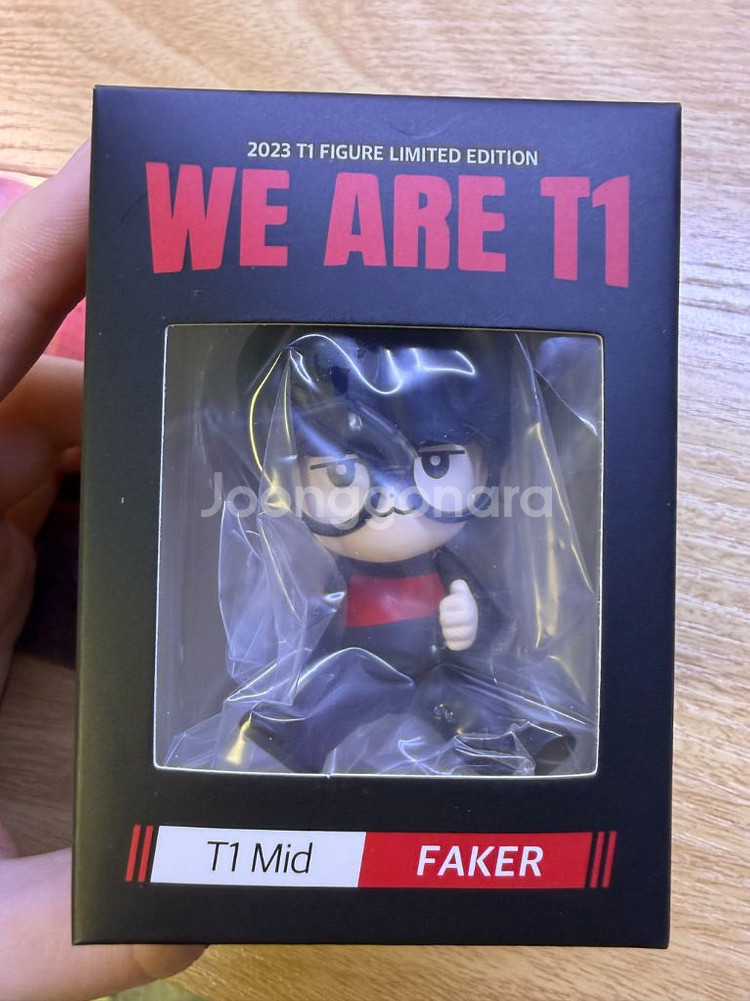 2023 T1 FIGURE LIMITED EDITION
WE ARE T1
Joonggonara
T1 Mid FAKER